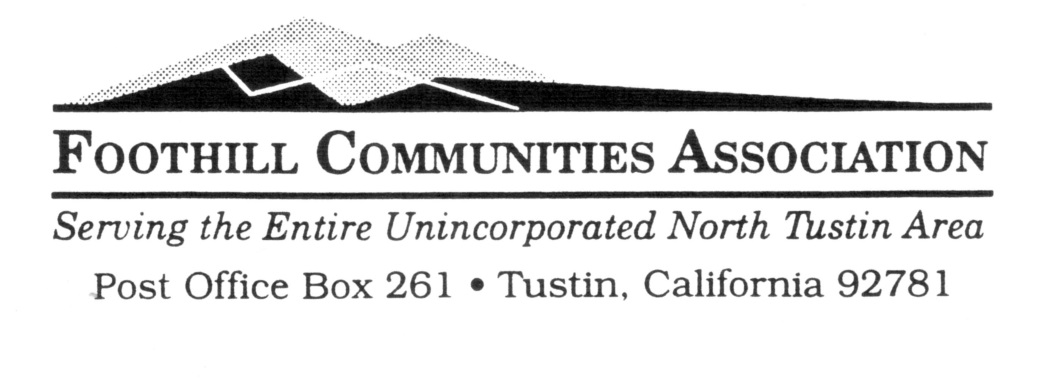 FOOTHILL COMMUNITIES ASSOCIATION
Serving the Entire Unincorporated North Tustin Area
Post Office Box 261 • Tustin, California 92781